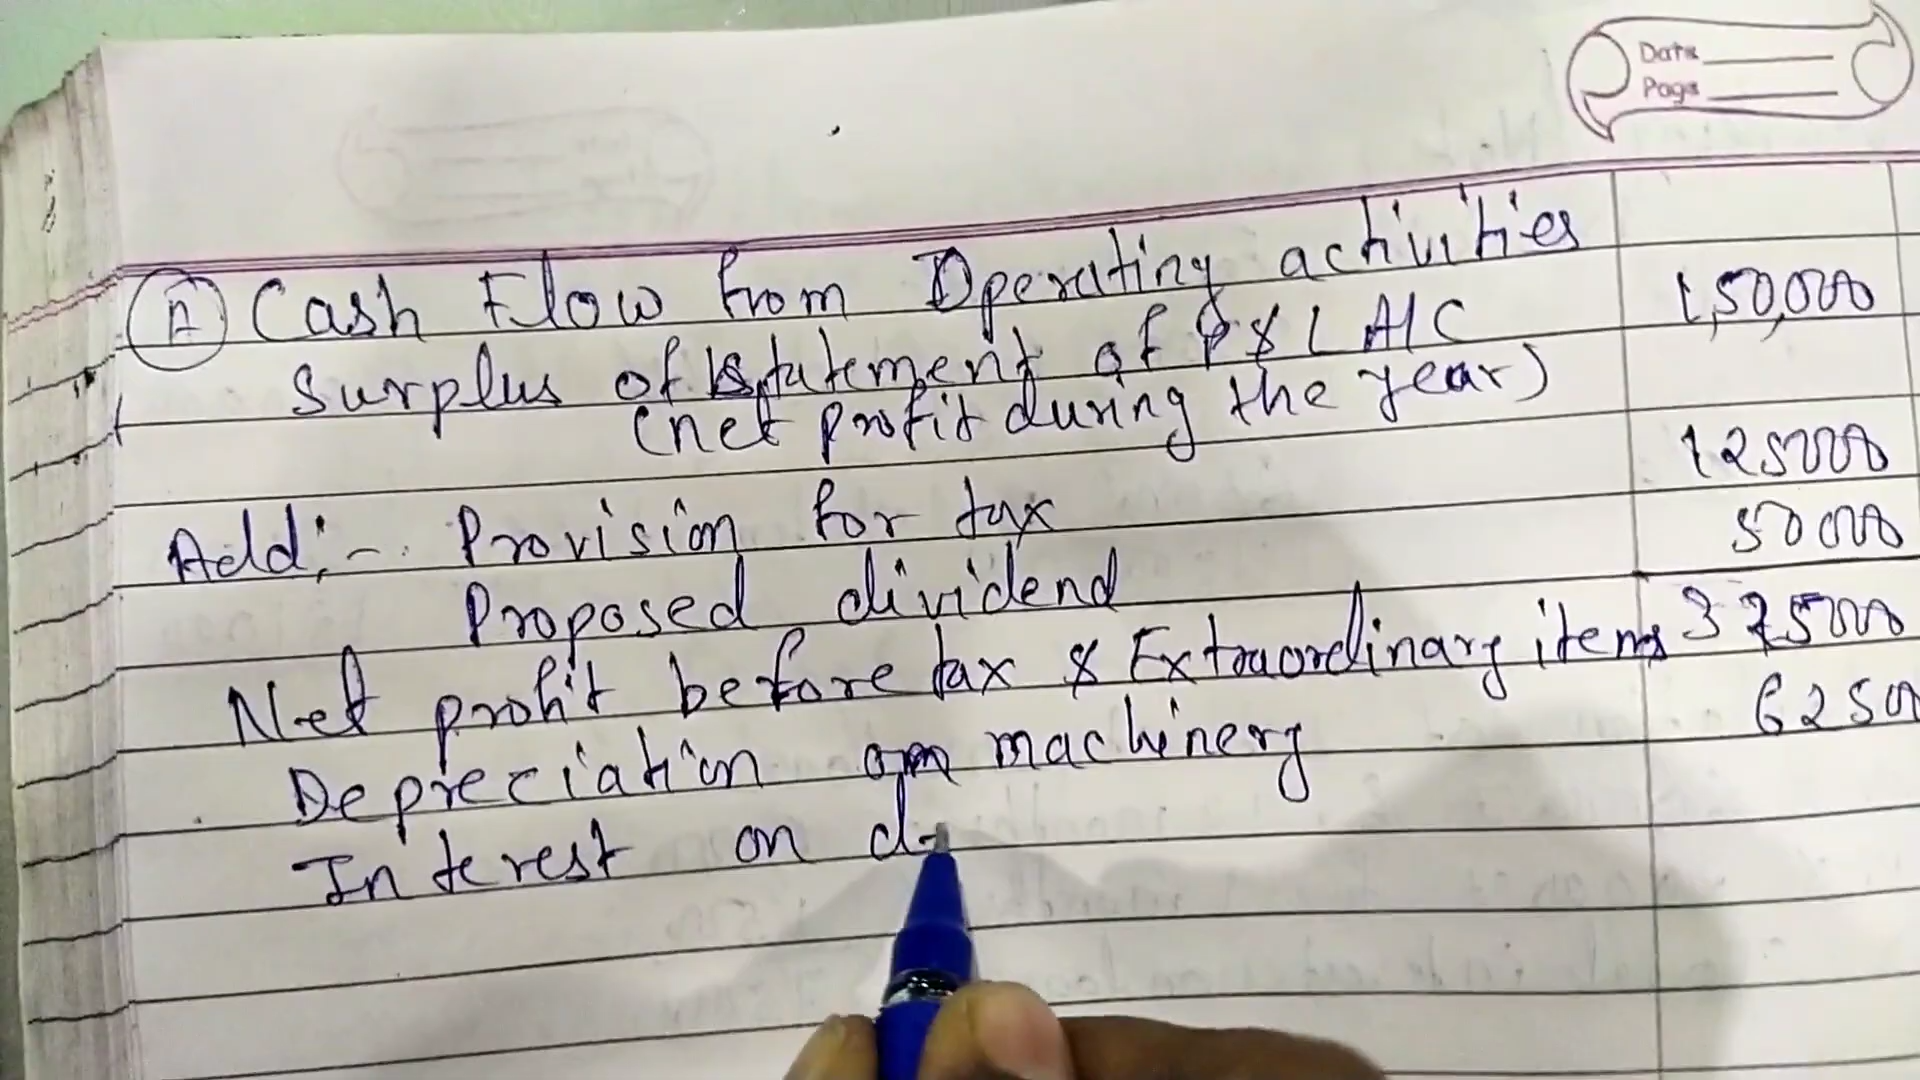 Date
Page
(A) Cash Flow from Operating activities
Surplus of statement of P & L A/C 1,50,000
(net profit during the year)
Add:- Provision for tax 125000
Proposed dividend 50000
Net profit before tax & Extraordinary items 325000
Depreciation on machinery 6250
Interest on d